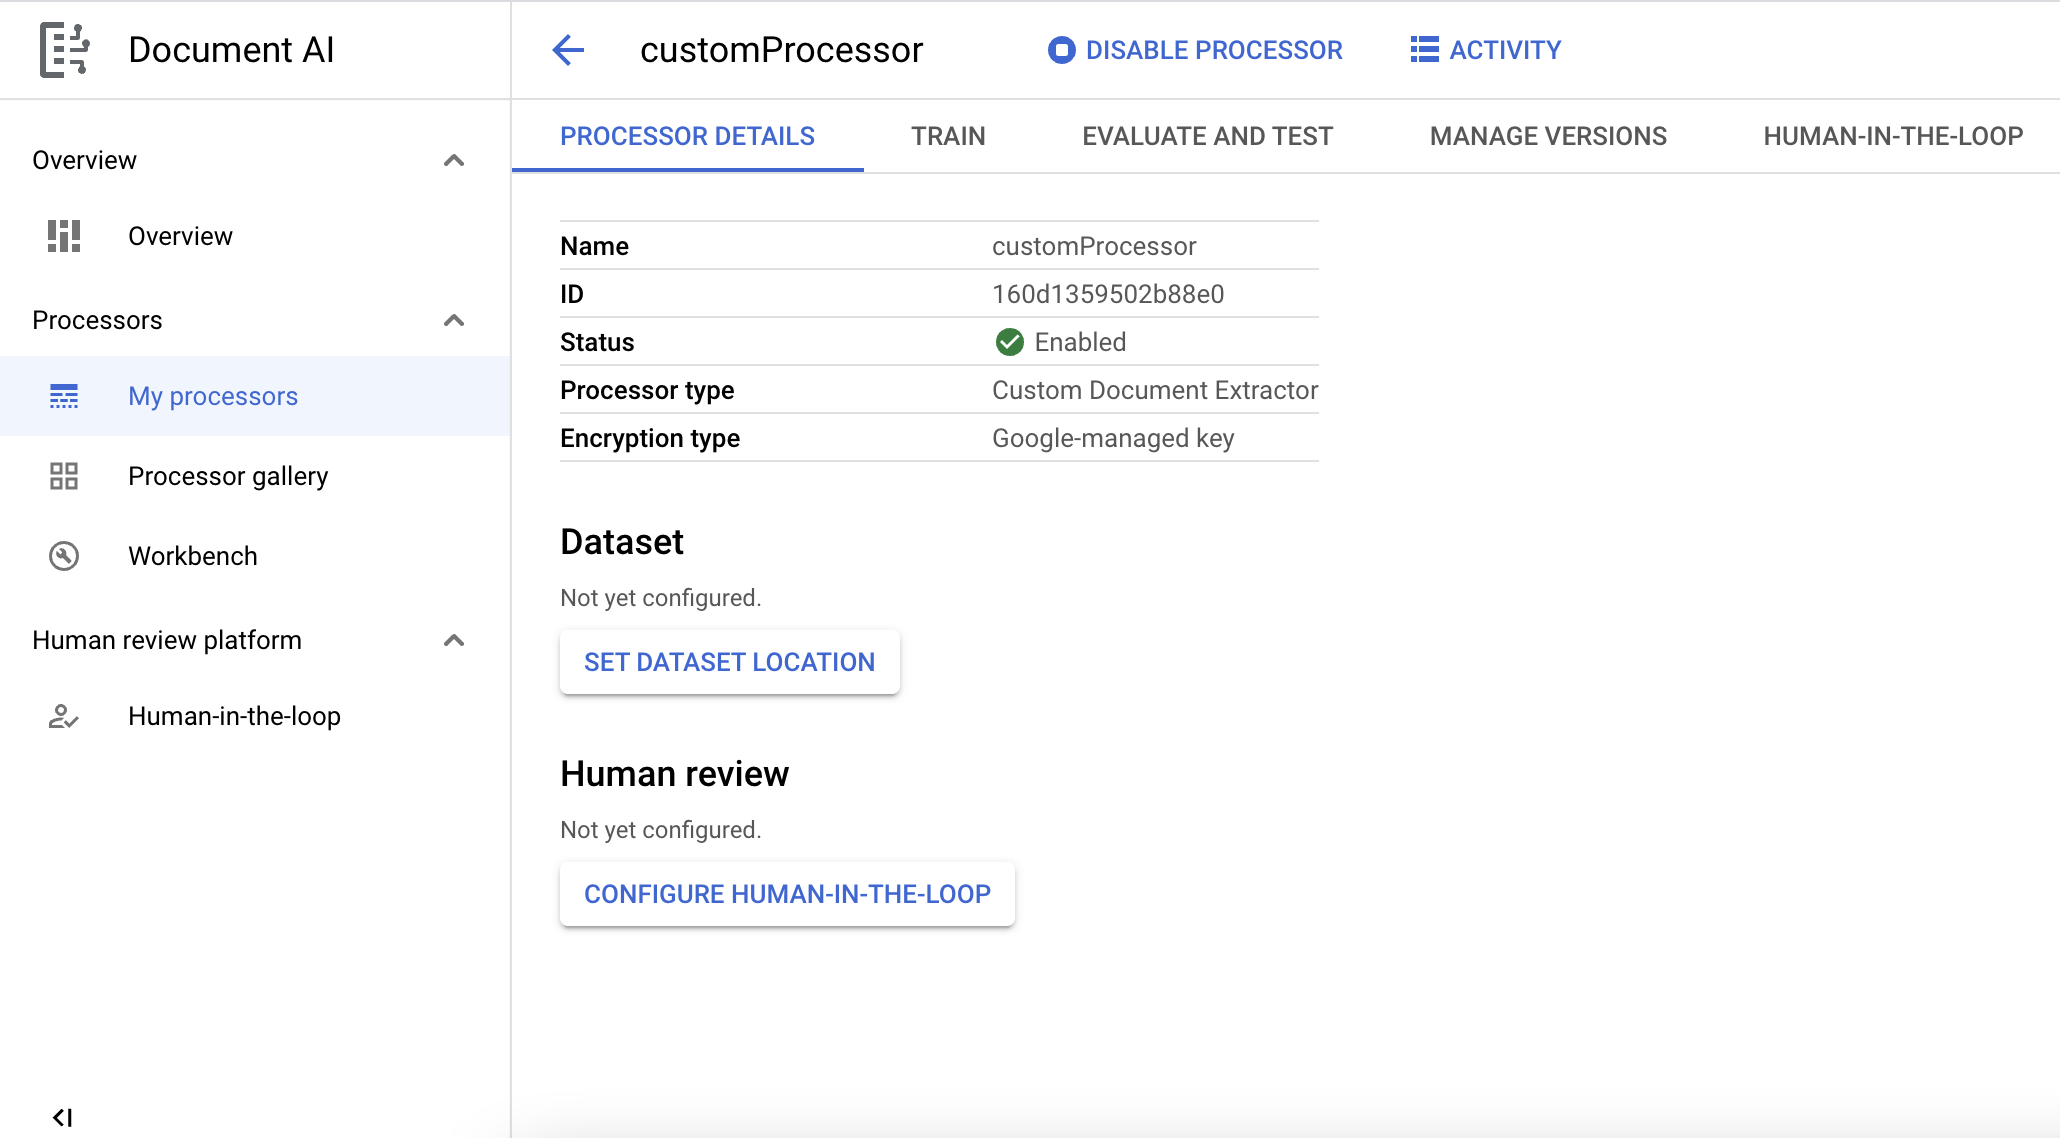 Document AI
customProcessor
DISABLE PROCESSOR
ACTIVITY
Overview
Overview
Processors
My processors
Processor gallery
Workbench
Human review platform
Human-in-the-loop
PROCESSOR DETAILS
TRAIN
EVALUATE AND TEST
MANAGE VERSIONS
HUMAN-IN-THE-LOOP
Name customProcessor
ID 160d1359502b88e0
Status Enabled
Processor type Custom Document Extractor
Encryption type Google-managed key
Dataset
Not yet configured.
SET DATASET LOCATION
Human review
Not yet configured.
CONFIGURE HUMAN-IN-THE-LOOP